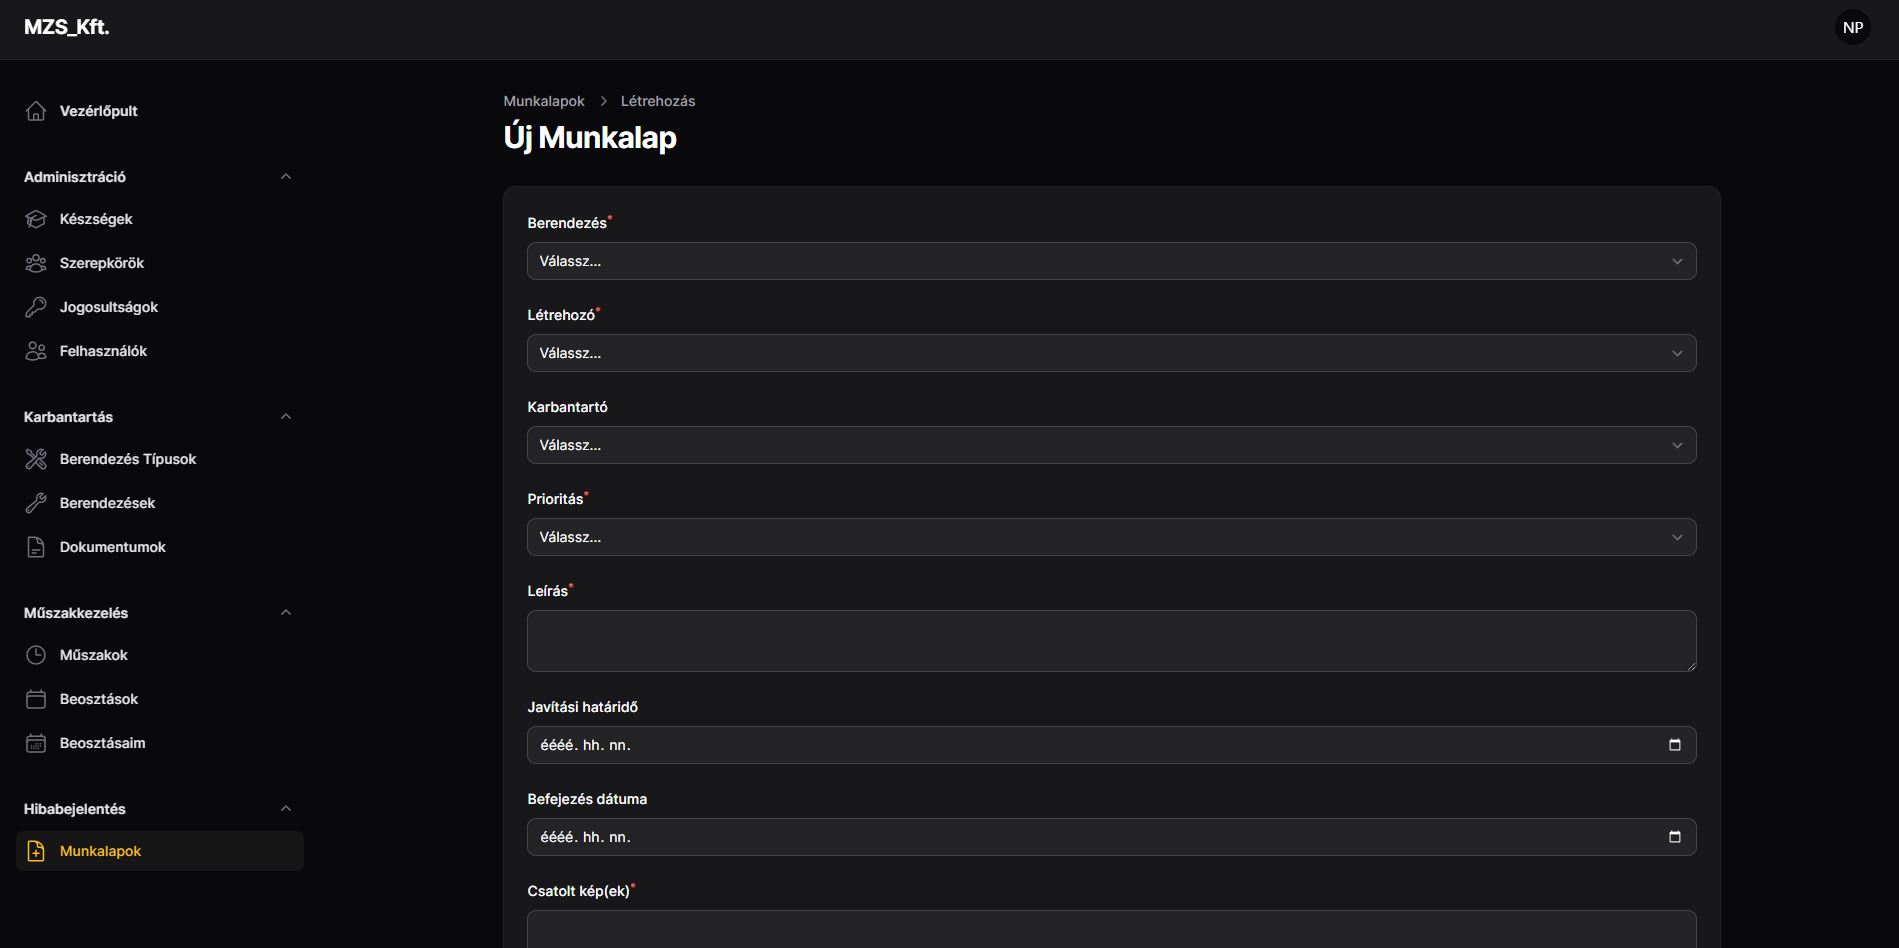 MZS_Kft.
NP
Vezérlőpult
Adminisztráció
Készségek
Szerepkörök
Jogosultságok
Felhasználók
Karbantartás
Berendezés Típusok
Berendezések
Dokumentumok
Műszakkezelés
Műszakok
Beosztások
Beosztásaim
Hibabejelentés
Munkalapok
Munkalapok > Létrehozás
Új Munkalap
Berendezés*
Válassz...
Létrehozó*
Válassz...
Karbantartó
Válassz...
Prioritás*
Válassz...
Leírás*
Javítási határidő
éééé. hh. nn.
Befejezés dátuma
éééé. hh. nn.
Csatolt kép(ek)*